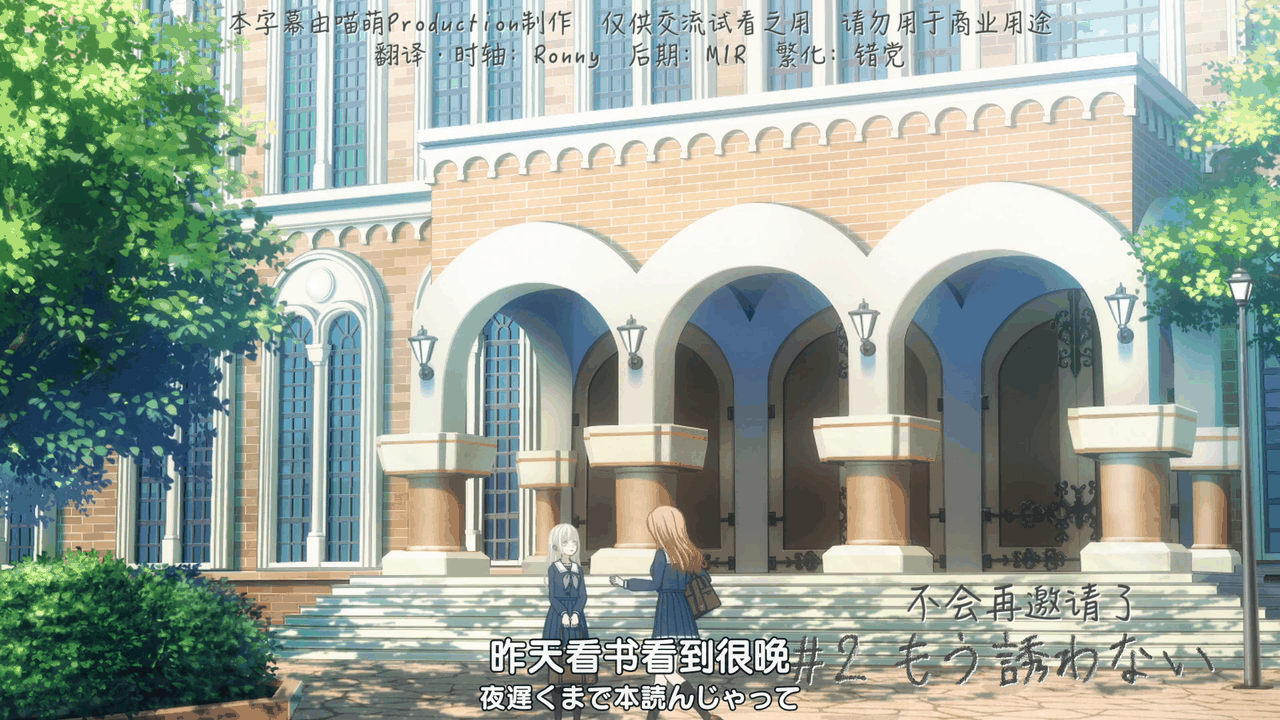 本字幕由喵萌Production制作 仅供交流试看之用 请勿用于商业用途
翻译·时轴：Ronny 后期：MIR 繁化：错党
不会再邀请了
#2 もう誘わない
昨天看书看到很晚
夜遅くまで本読んじゃって